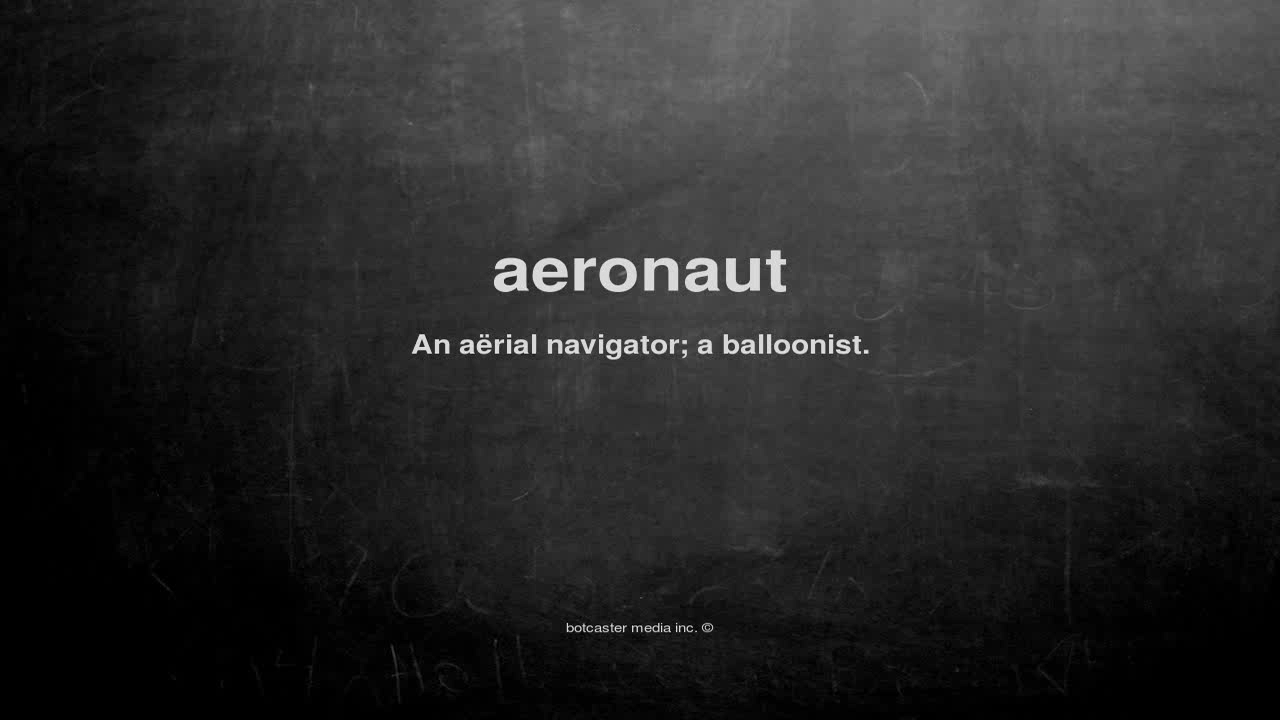 aeronaut
An aërial navigator; a balloonist.
botcaster media inc. ©